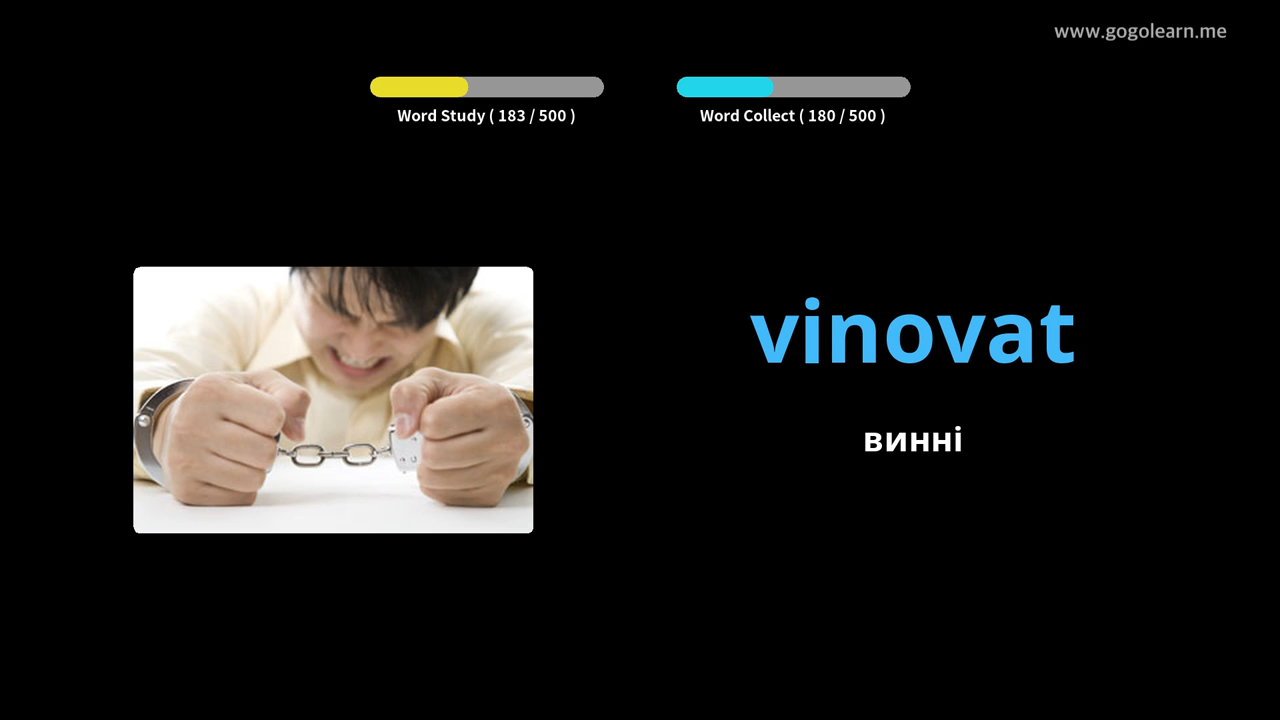 www.gogolearn.me
Word Study ( 183 / 500 )
Word Collect ( 180 / 500 )
vinovat
винні